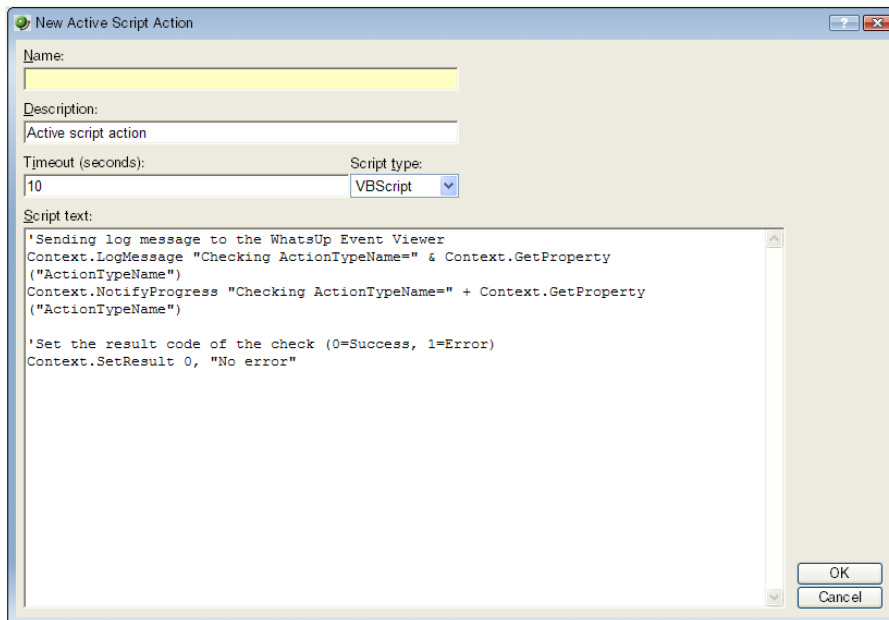 New Active Script Action
Name:
Description:
Active script action
Timeout (seconds):
Script type:
10
VBScript
Script text:
'Sending log message to the WhatsUp Event Viewer
Context.LogMessage "Checking ActionTypeName=" & Context.GetProperty
("ActionTypeName")
Context.NotifyProgress "Checking ActionTypeName=" + Context.GetProperty
("ActionTypeName")
'Set the result code of the check (0=Success, 1=Error)
Context.SetResult 0, "No error"
OK
Cancel